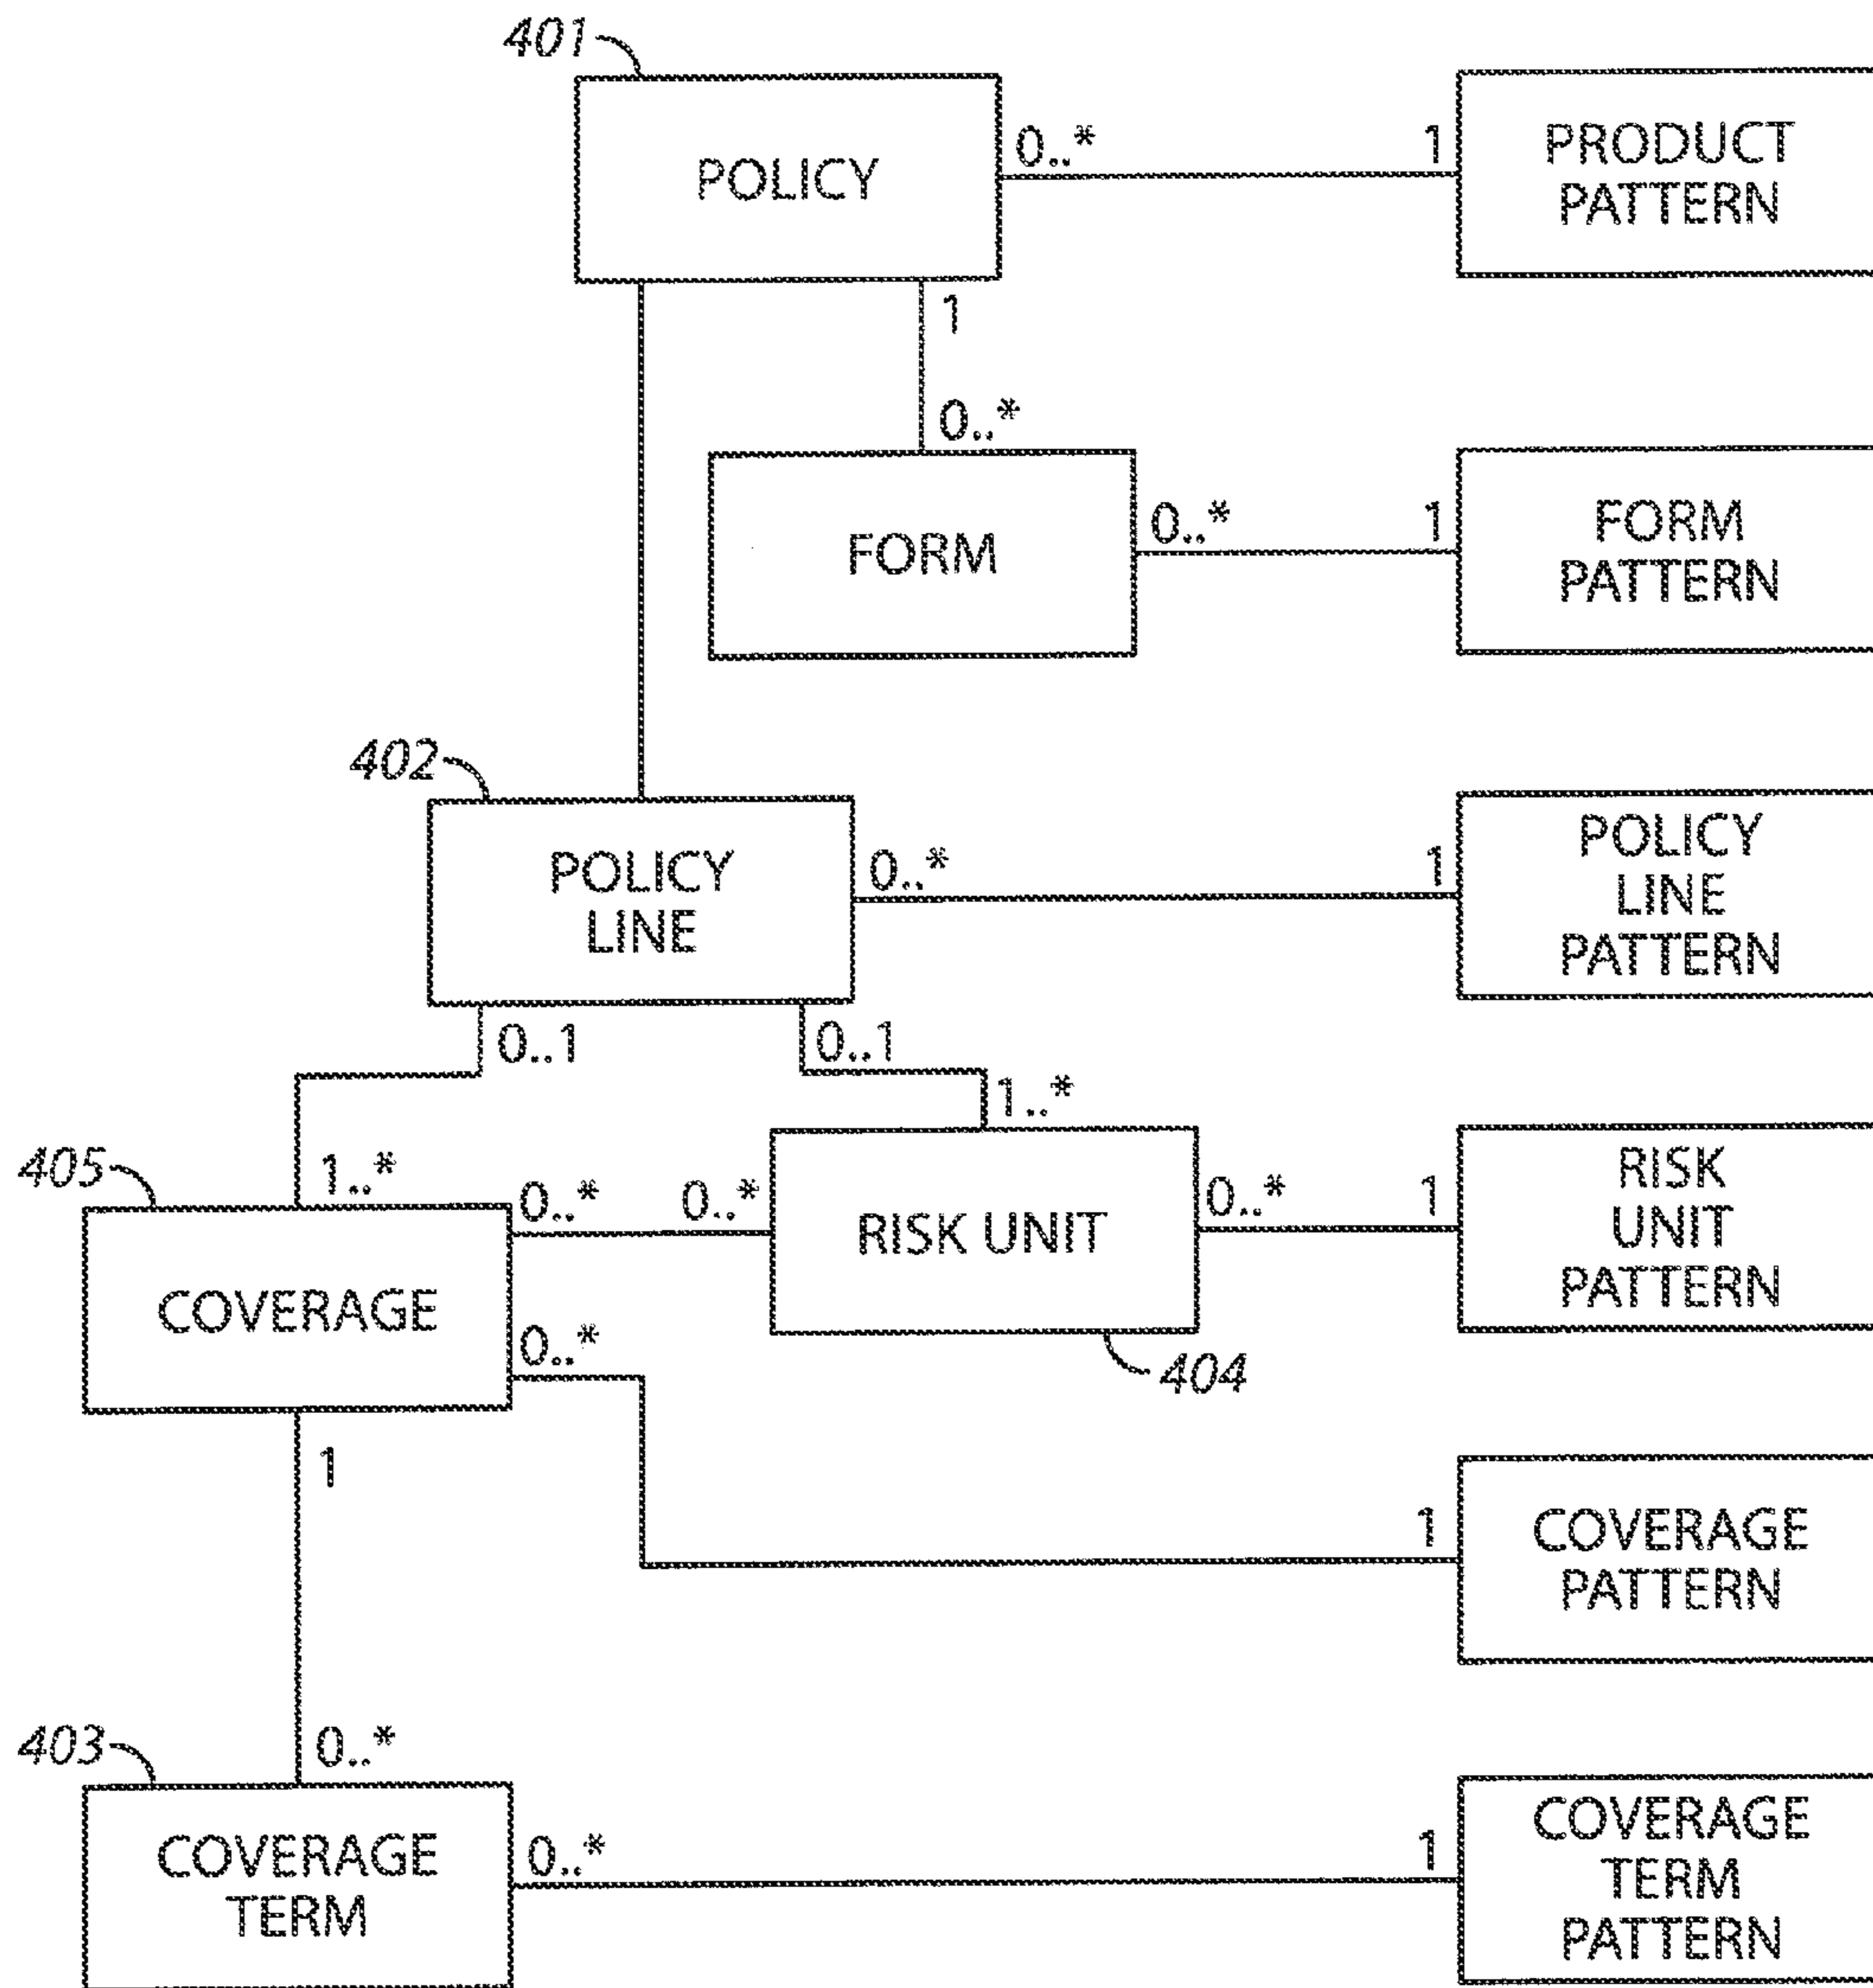 401
POLICY
0..*
1
PRODUCT
PATTERN
1
0..*
FORM
0..*
1
FORM
PATTERN
402
POLICY
LINE
0..*
1
POLICY
LINE
PATTERN
0..1
0..1
1..*
405
1..*
0..*
0..*
RISK UNIT
0..*
1
RISK
UNIT
PATTERN
COVERAGE
0..*
404
1
1
COVERAGE
PATTERN
403
0..*
COVERAGE
TERM
0..*
1
COVERAGE
TERM
PATTERN